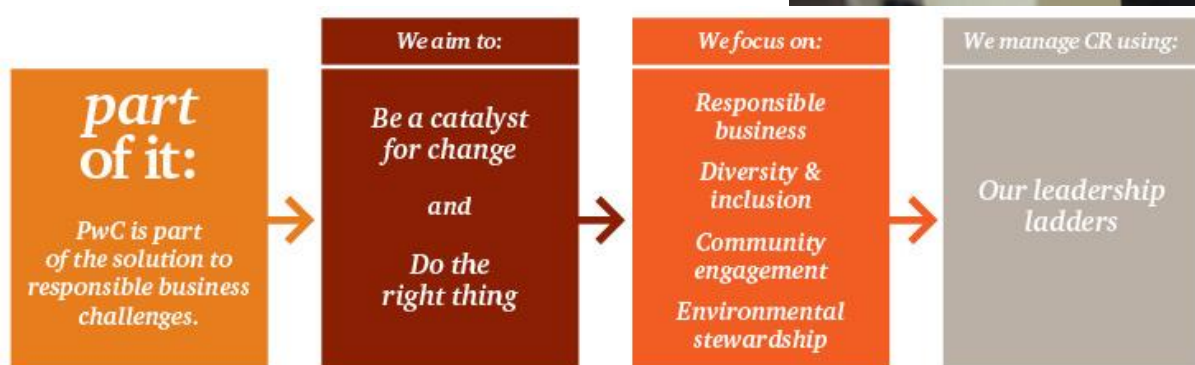 part
of it:
PwC is part
of the solution to
responsible business
challenges.
We aim to:
Be a catalyst
for change
and
Do the
right thing
We focus on:
Responsible
business
Diversity &
inclusion
Community
engagement
Environmental
stewardship
We manage CR using:
Our leadership
ladders